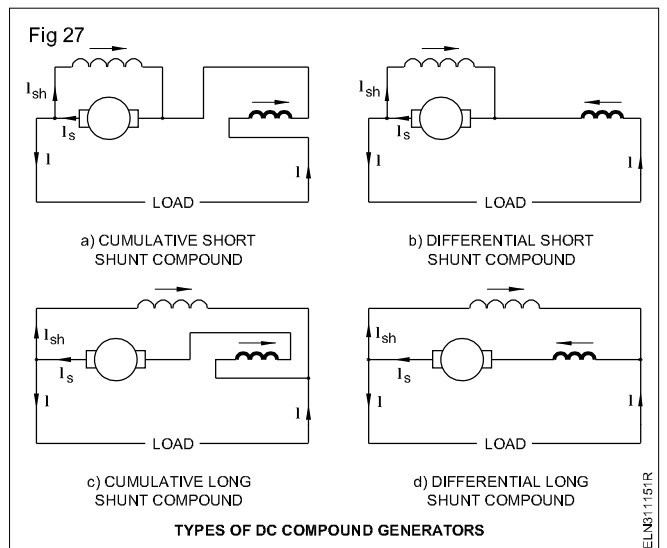 Fig 27
Ish
Is
I
I
LOAD
a) CUMULATIVE SHORT
SHUNT COMPOUND
Ish
Is
I
I
LOAD
b) DIFFERENTIAL SHORT
SHUNT COMPOUND
Ish
Is
I
I
LOAD
c) CUMULATIVE LONG
SHUNT COMPOUND
Ish
Is
I
I
LOAD
d) DIFFERENTIAL LONG
SHUNT COMPOUND
TYPES OF DC COMPOUND GENERATORS
ELN311151R